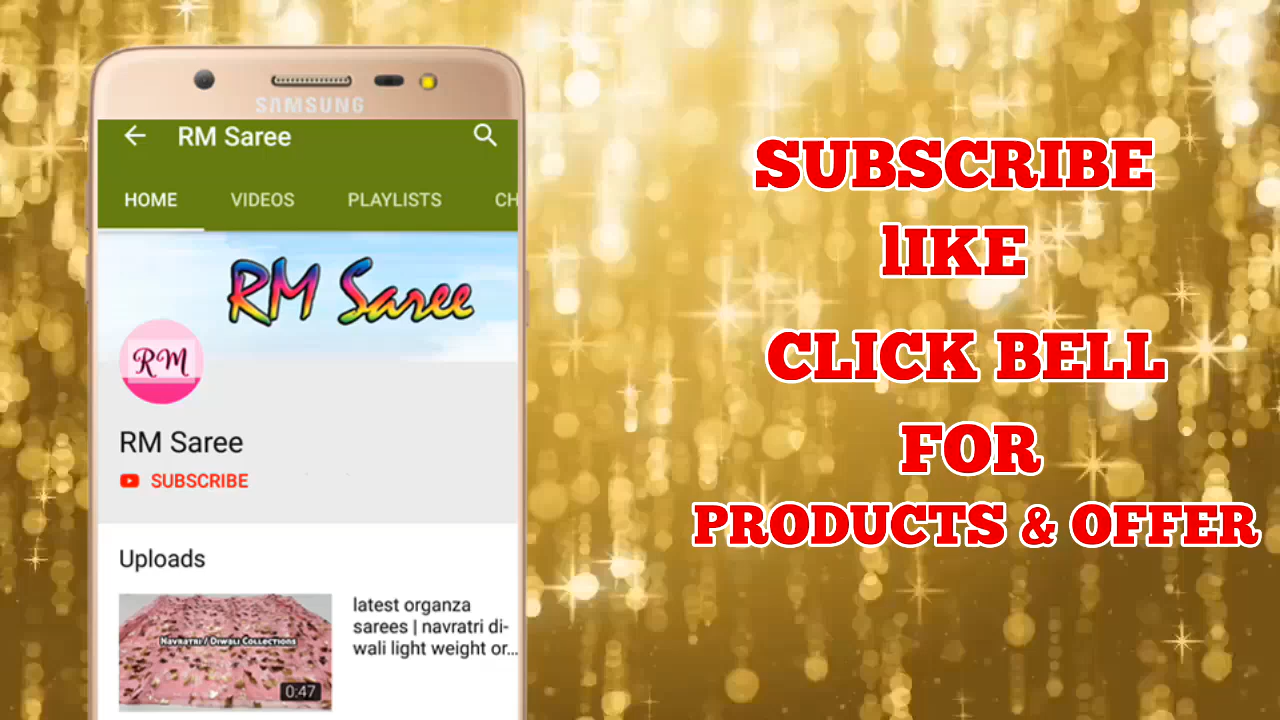 SAMSUNG
RM Saree
HOME VIDEOS PLAYLISTS CH
RM Saree
RM
RM Saree
SUBSCRIBE
Uploads
NAVRATRI / DIWALI COLLECTIONS
0:47
latest organza
sarees | navratri di-
wali light weight or...
SUBSCRIBE
lIKE
CLICK BELL
FOR
PRODUCTS & OFFER